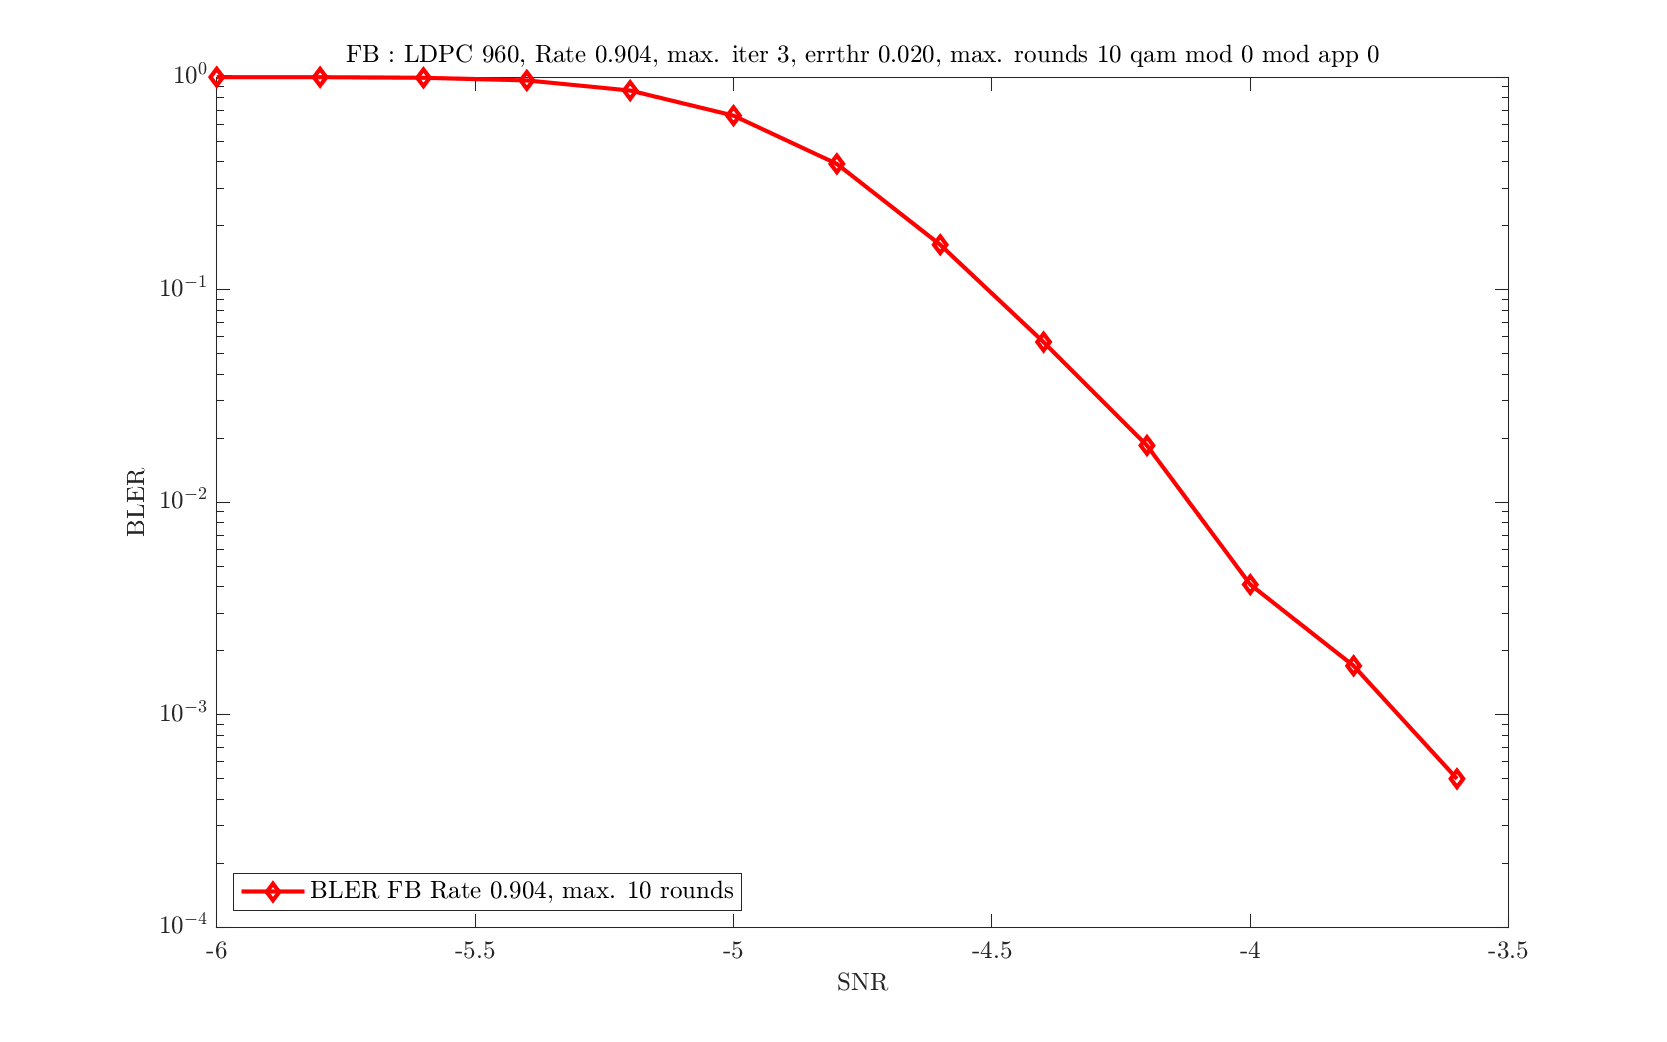 FB : LDPC 960, Rate 0.904, max. iter 3, errthr 0.020, max. rounds 10 qam mod 0 mod app 0
10^0
10^-1
10^-2
10^-3
10^-4
BLER
BLER FB Rate 0.904, max. 10 rounds
-6 -5.5 -5 -4.5 -4 -3.5
SNR